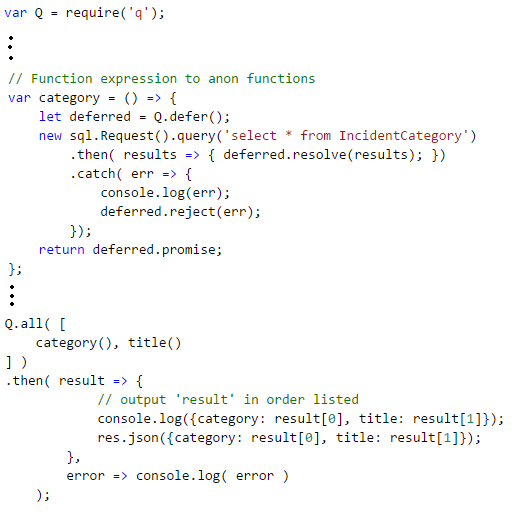 var Q = require('q');
// Function expression to anon functions
var category = () => {
    let deferred = Q.defer();
    new sql.Request().query('select * from IncidentCategory')
        .then( results => { deferred.resolve(results); })
        .catch( err => {
            console.log(err);
            deferred.reject(err);
        });
    return deferred.promise;
};
Q.all( [
    category(), title()
] )
.then( result => {
            // output 'result' in order listed
            console.log({category: result[0], title: result[1]});
            res.json({category: result[0], title: result[1]});
        },
        error => console.log( error )
    );